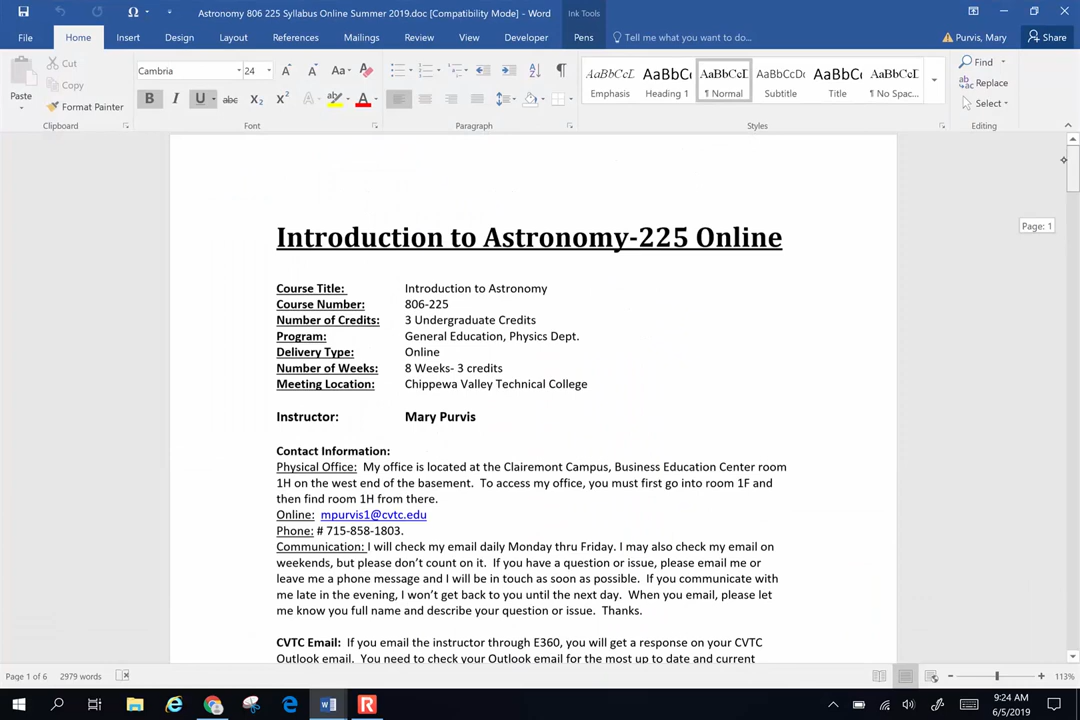 Astronomy 806 225 Syllabus Online Summer 2019.doc [Compatibility Mode] - Word
Ink Tools
File
Home
Insert
Design
Layout
References
Mailings
Review
View
Developer
Pens
Tell me what you want to do...
Purvis, Mary
Share
Paste
Cut
Copy
Format Painter
Clipboard
Cambria
24
Font
Paragraph
AaBbCcD
Emphasis
AaBbCc
Heading 1
AaBbCcD
¶ Normal
AaBbCcDc
Subtitle
AaBbCc
Title
AaBbCcD
¶ No Spac...
Styles
Find
Replace
Select
Editing
Page: 1
Introduction to Astronomy-225 Online
Course Title: Introduction to Astronomy
Course Number: 806-225
Number of Credits: 3 Undergraduate Credits
Program: General Education, Physics Dept.
Delivery Type: Online
Number of Weeks: 8 Weeks- 3 credits
Meeting Location: Chippewa Valley Technical College
Instructor: Mary Purvis
Contact Information:
Physical Office: My office is located at the Clairemont Campus, Business Education Center room
1H on the west end of the basement. To access my office, you must first go into room 1F and
then find room 1H from there.
Online: mpurvis1@cvtc.edu
Phone: # 715-858-1803.
Communication: I will check my email daily Monday thru Friday. I may also check my email on
weekends, but please don't count on it. If you have a question or issue, please email me or
leave me a phone message and I will be in touch as soon as possible. If you communicate with
me late in the evening, I won't get back to you until the next day. When you email, please let
me know you full name and describe your question or issue. Thanks.
CVTC Email: If you email the instructor through E360, you will get a response on your CVTC
Outlook email. You need to check your Outlook email for the most up to date and current
Page 1 of 6
2979 words
113%
9:24 AM
6/5/2019